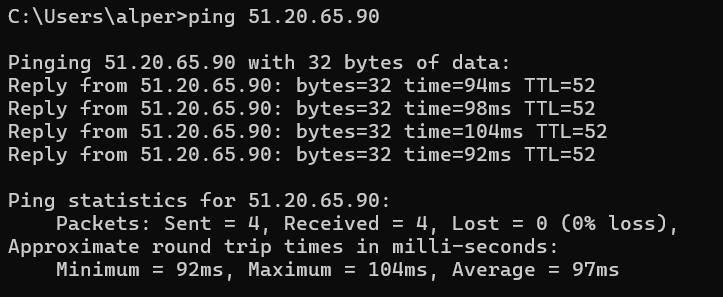 C:\Users\alper>ping 51.20.65.90
Pinging 51.20.65.90 with 32 bytes of data:
Reply from 51.20.65.90: bytes=32 time=94ms TTL=52
Reply from 51.20.65.90: bytes=32 time=98ms TTL=52
Reply from 51.20.65.90: bytes=32 time=104ms TTL=52
Reply from 51.20.65.90: bytes=32 time=92ms TTL=52
Ping statistics for 51.20.65.90:
    Packets: Sent = 4, Received = 4, Lost = 0 (0% loss),
Approximate round trip times in milli-seconds:
    Minimum = 92ms, Maximum = 104ms, Average = 97ms